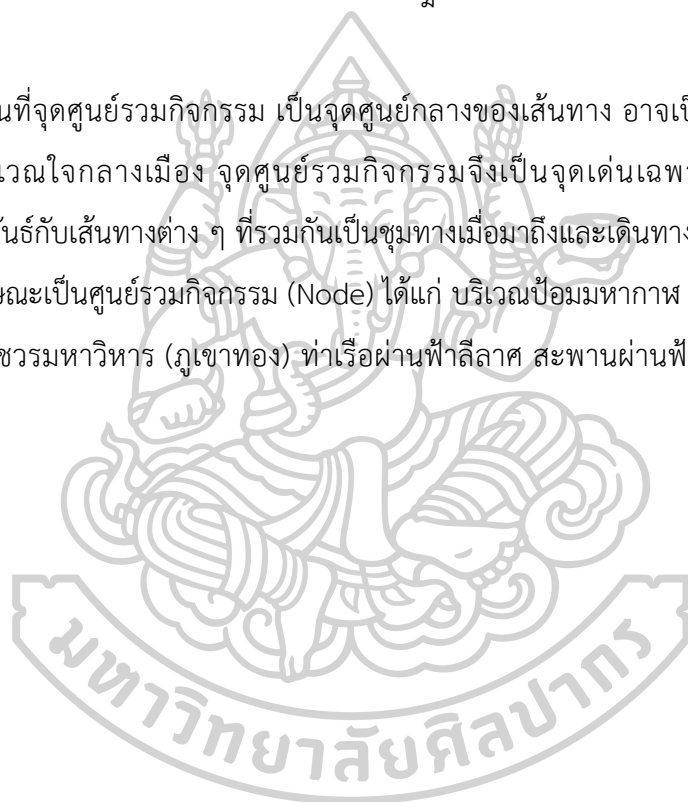 นที่จุดศูนย์รวมกิจกรรม เป็นจุดศูนย์กลางของเส้นทาง อาจเป็
เวณใจกลางเมือง จุดศูนย์รวมกิจกรรมจึงเป็นจุดเด่นเฉพา
ันธ์กับเส้นทางต่าง ๆ ที่รวมกันเป็นชุมทางเมื่อมาถึงและเดินทาง
ษณะเป็นศูนย์รวมกิจกรรม (Node) ได้แก่ บริเวณป้อมมหากาฬ
ชวรมหาวิหาร (ภูเขาทอง) ท่าเรือผ่านฟ้าลีลาศ สะพานผ่านฟ้
มหาวิทยาลัยศิลปากร